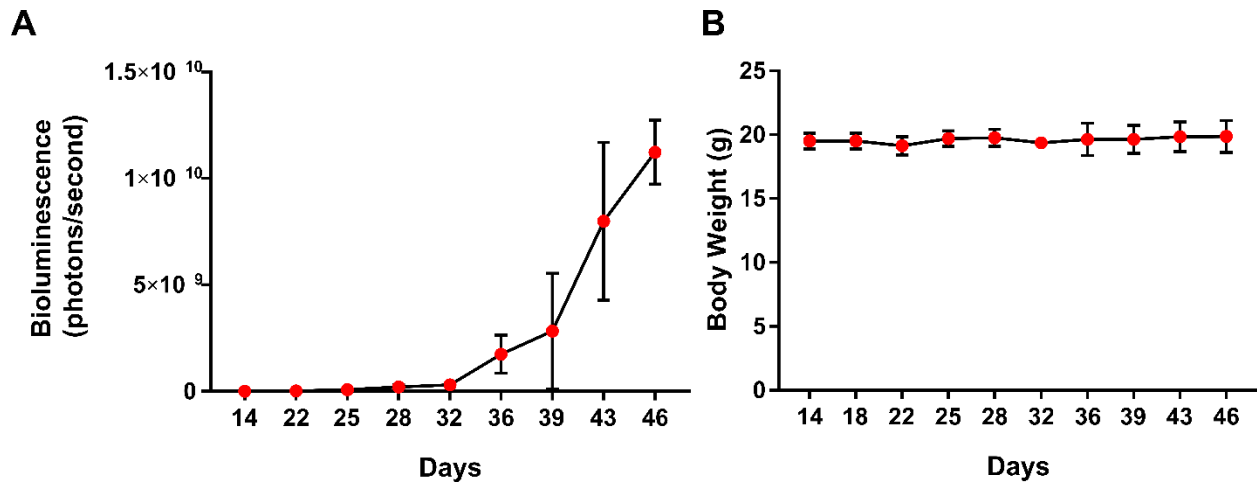 A
Bioluminescence
(photons/second)
1.5×10 10
1×10 10
5×10 9
0
14 22 25 28 32 36 39 43 46
Days
B
Body Weight (g)
25
20
15
10
5
0
14 18 22 25 28 32 36 39 43 46
Days